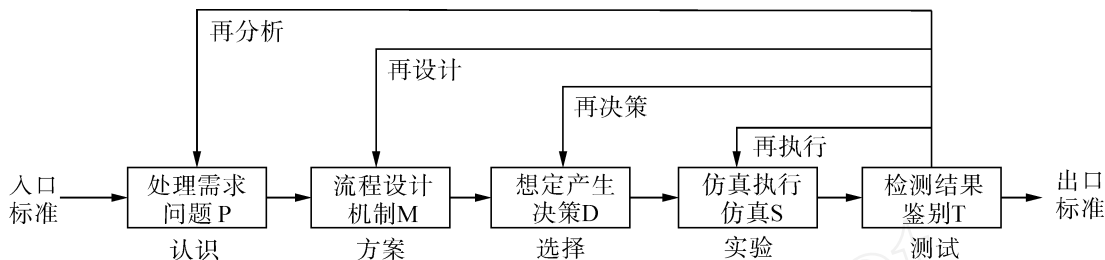 再分析
再设计
再决策
再执行
入口
标准
处理需求
问题 P
流程设计
机制M
想定产生
决策D
仿真执行
仿真S
检测结果
鉴别T
出口
标准
认识
方案
选择
实验
测试